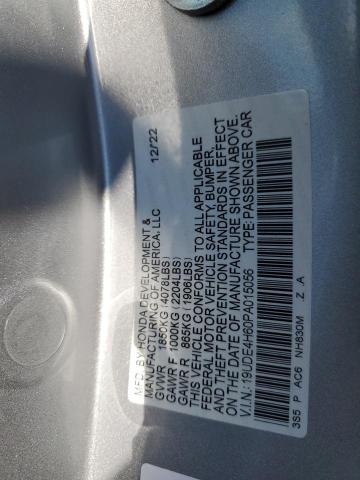 MFD. BY HONDA DEVELOPMENT & 12/22
MANUFACTURING OF AMERICA, LLC
GVWR 1850KG (4078LBS)
GAWR F 1000KG (2204LBS)
GAWR R 865KG (1906LBS)
THIS VEHICLE CONFORMS TO ALL APPLICABLE
FEDERAL MOTOR VEHICLE SAFETY, BUMPER,
AND THEFT PREVENTION STANDARDS IN EFFECT
ON THE DATE OF MANUFACTURE SHOWN ABOVE.
V.I.N.: 19UDE4H60PA015056 TYPE: PASSENGER CAR
3S5 P AC6 NH830M .Z .A